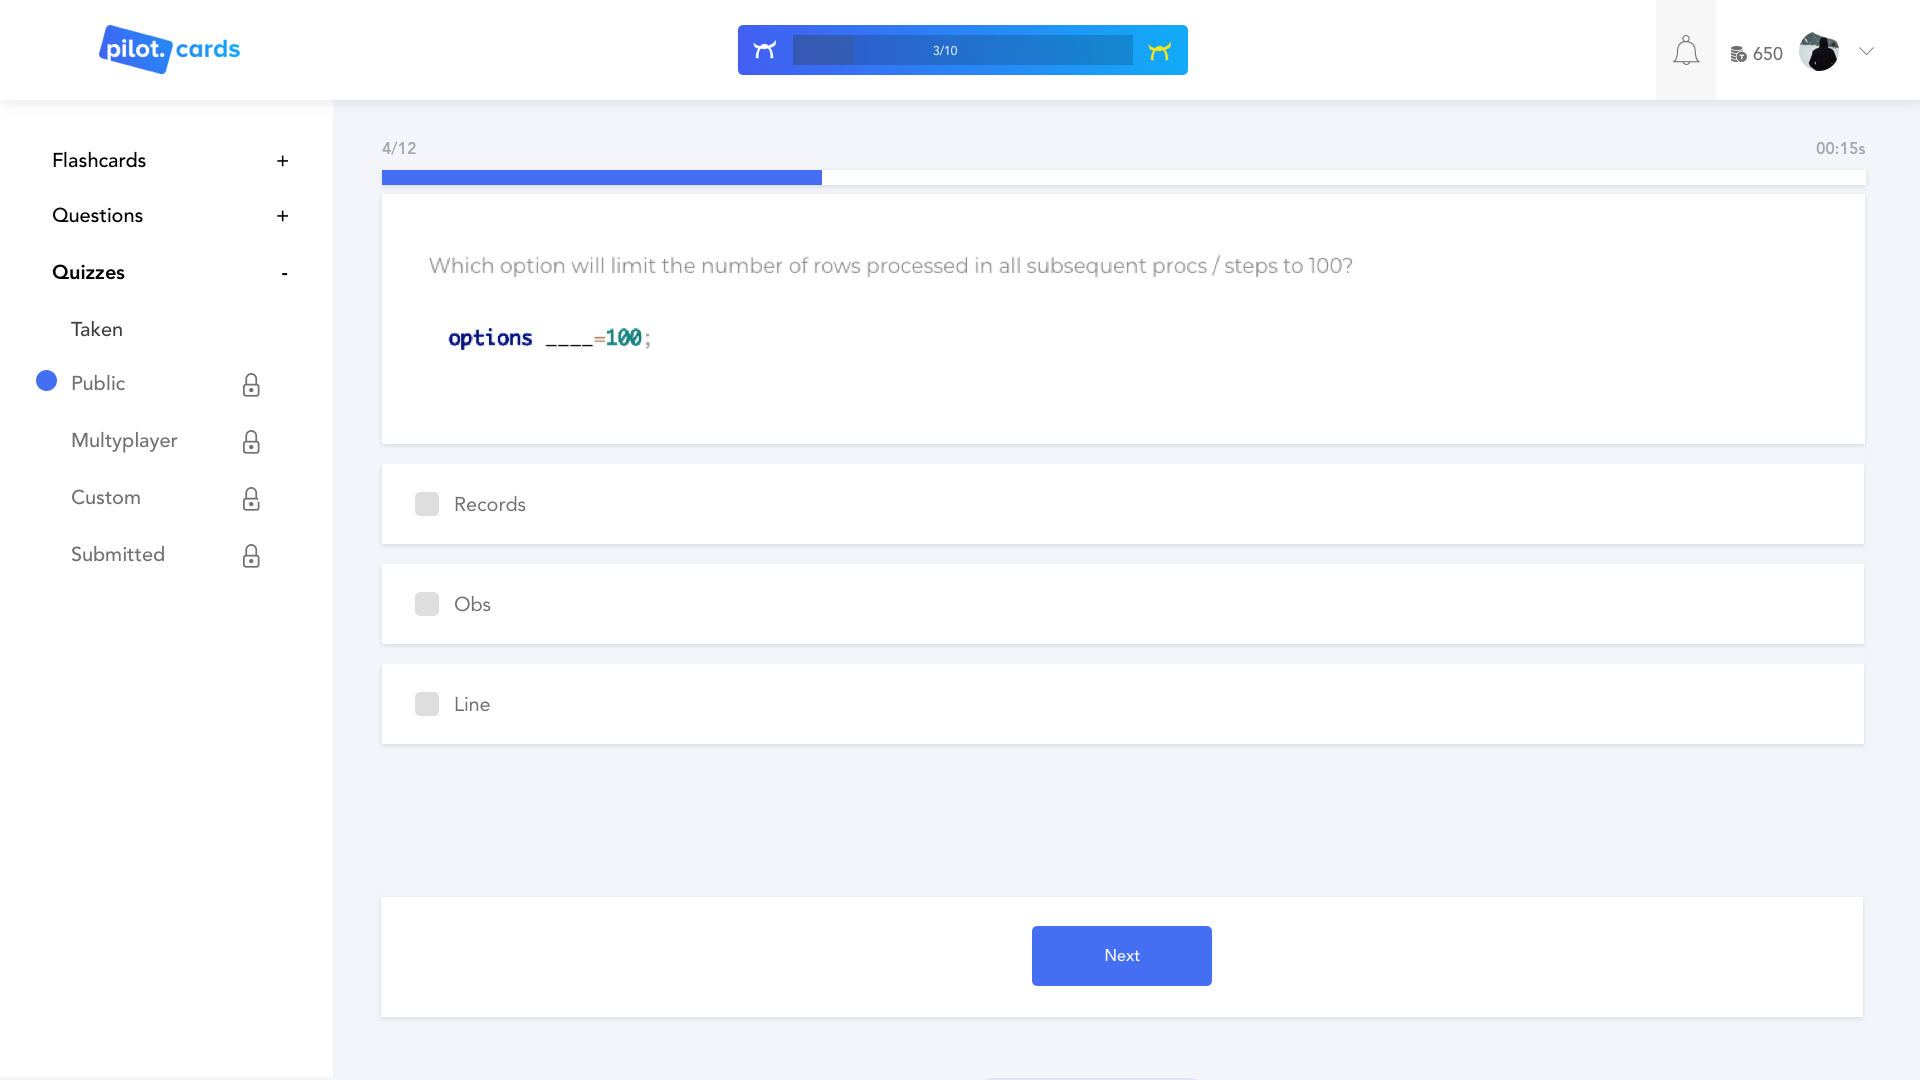 pilot. cards
3/10
650
Flashcards +
Questions +
Quizzes -
Taken
Public
Multyplayer
Custom
Submitted
4/12
00:15s
Which option will limit the number of rows processed in all subsequent procs / steps to 100?
options ____=100;
Records
Obs
Line
Next